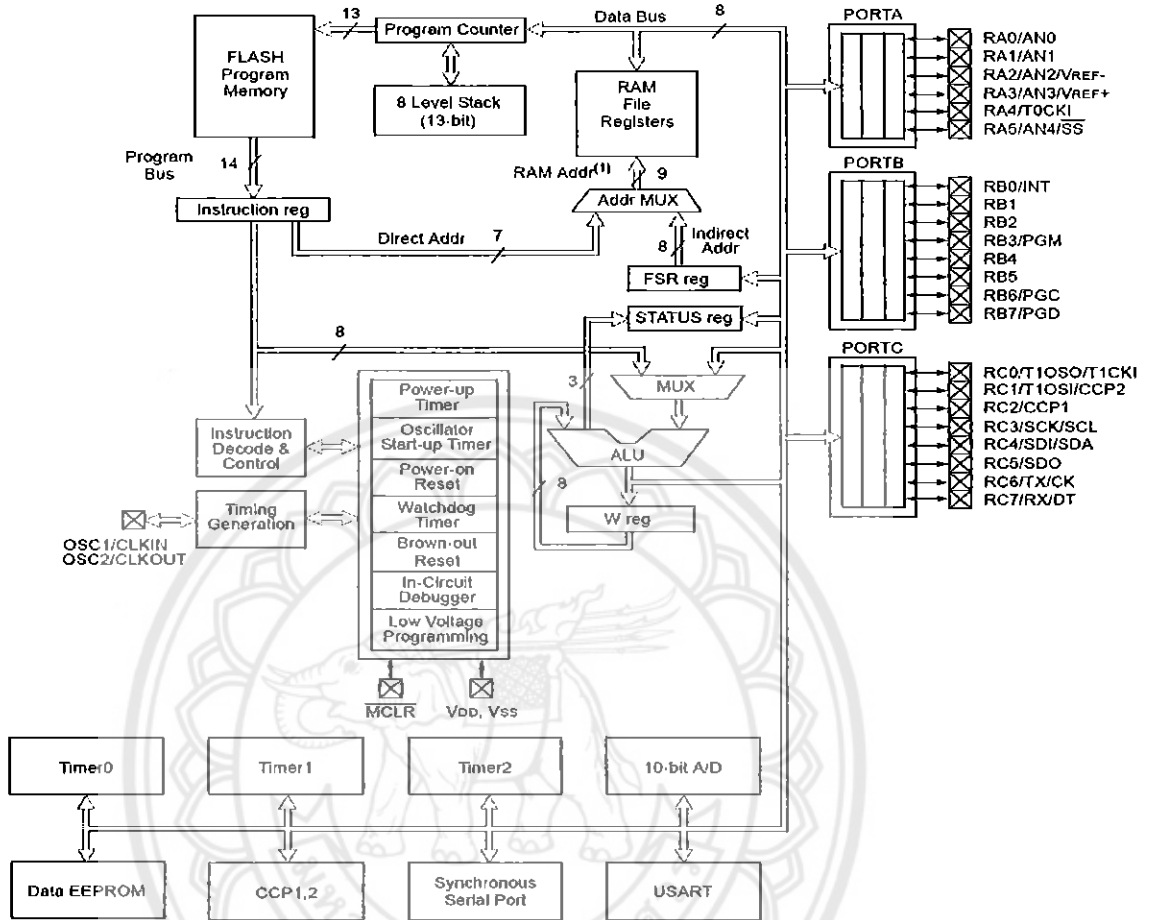 13
Data Bus
8
PORTA
FLASH
Program
Memory
Program Counter
8 Level Stack
(13-bit)
RAM
File
Registers
RA0/AN0
RA1/AN1
RA2/AN2/VREF-
RA3/AN3/VREF+
RA4/T0CKI
RA5/AN4/SS
Program
Bus
14
RAM Addr(1)
9
PORTB
Instruction reg
Addr MUX
Direct Addr
7
8
Indirect
Addr
FSR reg
STATUS reg
RB0/INT
RB1
RB2
RB3/PGM
RB4
RB5
RB6/PGC
RB7/PGD
8
PORTC
3
MUX
ALU
8
W reg
RC0/T1OSO/T1CKI
RC1/T1OSI/CCP2
RC2/CCP1
RC3/SCK/SCL
RC4/SDI/SDA
RC5/SDO
RC6/TX/CK
RC7/RX/DT
Instruction
Decode &
Control
Timing
Generation
OSC1/CLKIN
OSC2/CLKOUT
Power-up
Timer
Oscillator
Start-up Timer
Power-on
Reset
Watchdog
Timer
Brown-out
Reset
In-Circuit
Debugger
Low Voltage
Programming
MCLR
VDD, VSS
Timer0
Timer1
Timer2
10-bit A/D
Data EEPROM
CCP1,2
Synchronous
Serial Port
USART